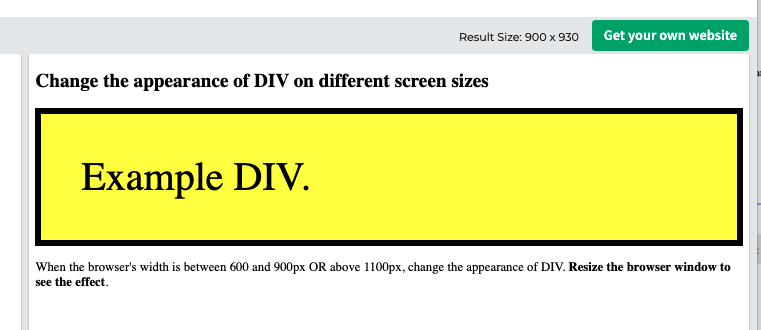 Result Size: 900 x 930 Get your own website
Change the appearance of DIV on different screen sizes
Example DIV.
When the browser's width is between 600 and 900px OR above 1100px, change the appearance of DIV. Resize the browser window to
see the effect.